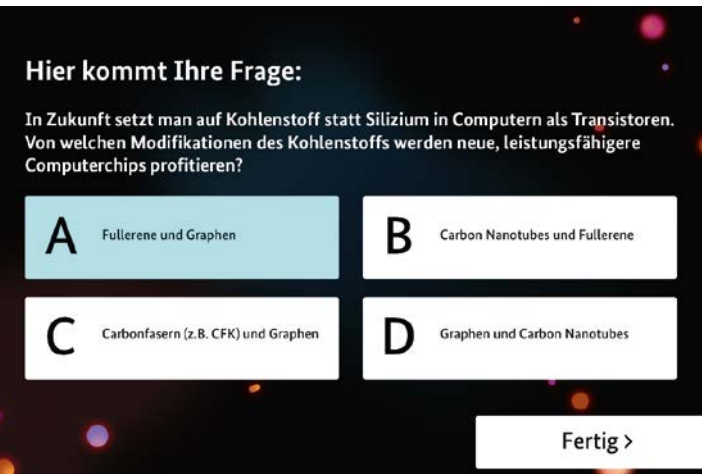 Hier kommt Ihre Frage:
In Zukunft setzt man auf Kohlenstoff statt Silizium in Computern als Transistoren.
Von welchen Modifikationen des Kohlenstoffs werden neue, leistungsfähigere
Computerchips profitieren?
A Fullerene und Graphen
B Carbon Nanotubes und Fullerene
C Carbonfasern (z.B. CFK) und Graphen
D Graphen und Carbon Nanotubes
Fertig >